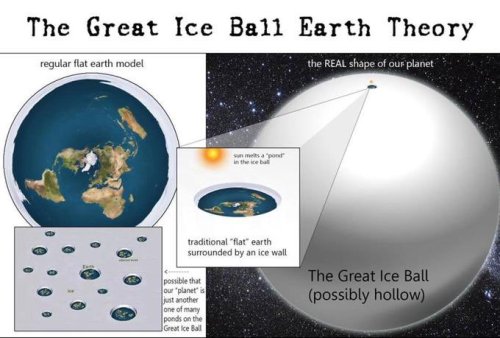 The Great Ice Ball Earth Theory
regular flat earth model
the REAL shape of our planet
sun melts a "pond"
in the ice ball
traditional "flat" earth
surrounded by an ice wall
possible that
our "planet" is
just another
one of many
ponds on the
Great Ice Ball
The Great Ice Ball
(possibly hollow)
Earth
ice